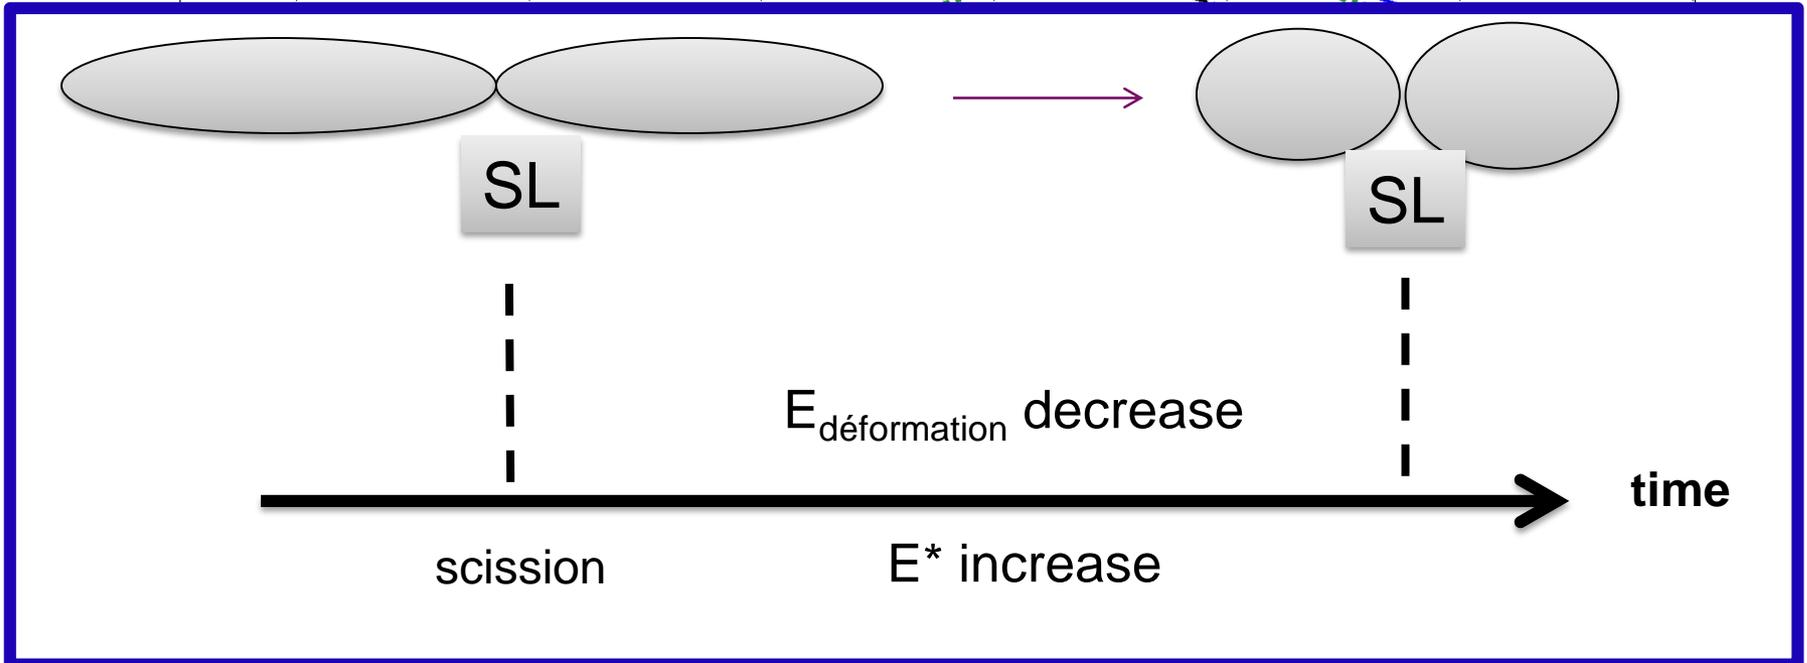 SL
SL
Edéformation decrease
time
scission
E* increase